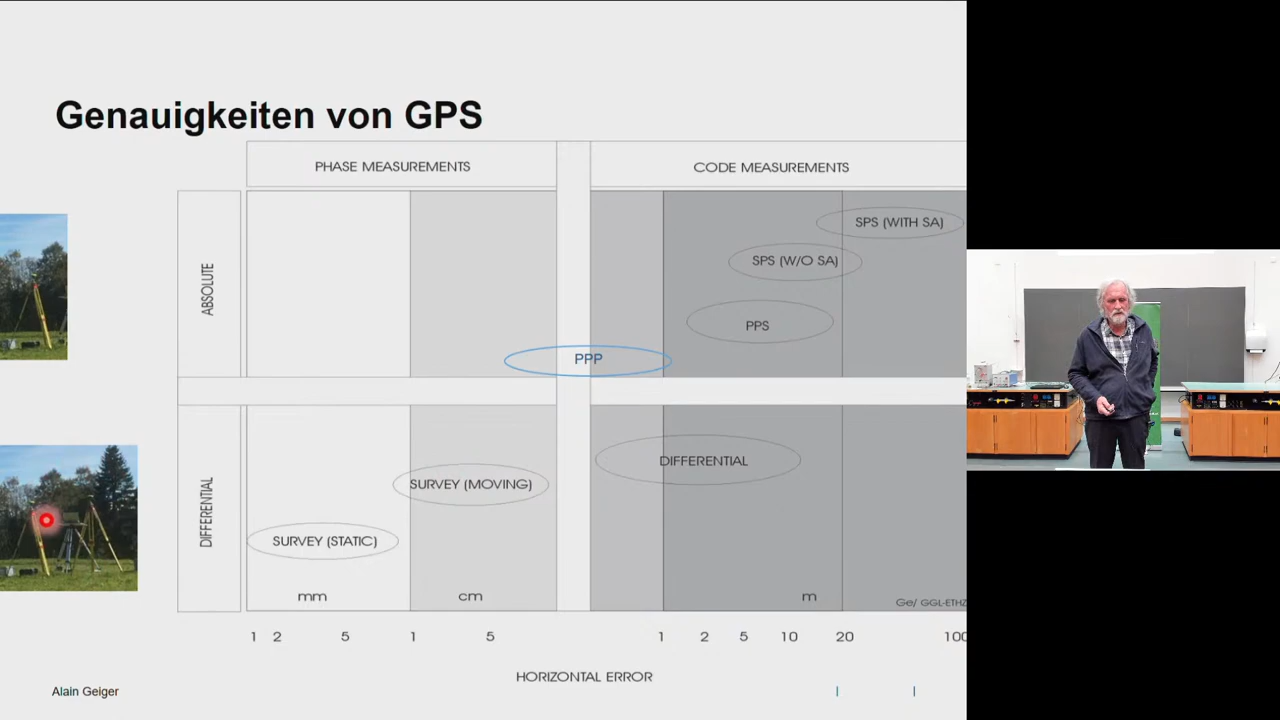 Genauigkeiten von GPS
PHASE MEASUREMENTS
CODE MEASUREMENTS
ABSOLUTE
SPS (WITH SA)
SPS (W/O SA)
PPS
PPP
DIFFERENTIAL
DIFFERENTIAL
SURVEY (MOVING)
SURVEY (STATIC)
mm
cm
m
Ge/ GGL-ETHZ
1 2 5 1 5 1 2 5 10 20 100
HORIZONTAL ERROR
Alain Geiger